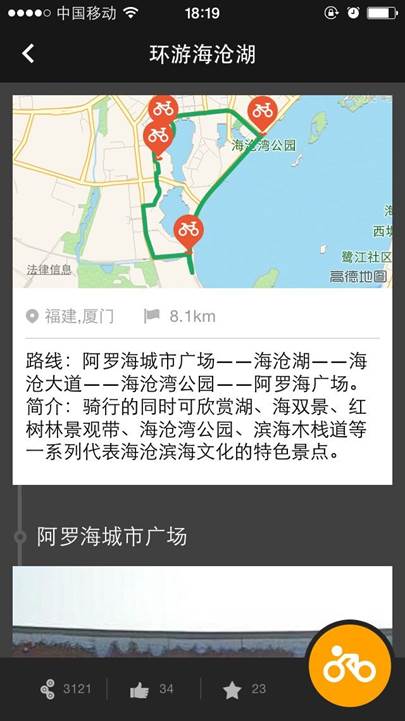 中国移动
18:19
环游海沧湖
海沧湾公园
海
西城
鹭江社区
法律信息
高德地图
福建,厦门
8.1km
路线：阿罗海城市广场——海沧湖——海
沧大道——海沧湾公园——阿罗海广场。
简介：骑行的同时可欣赏湖、海双景、红
树林景观带、海沧湾公园、滨海木栈道等
一系列代表海沧滨海文化的特色景点。
阿罗海城市广场
3121
34
23